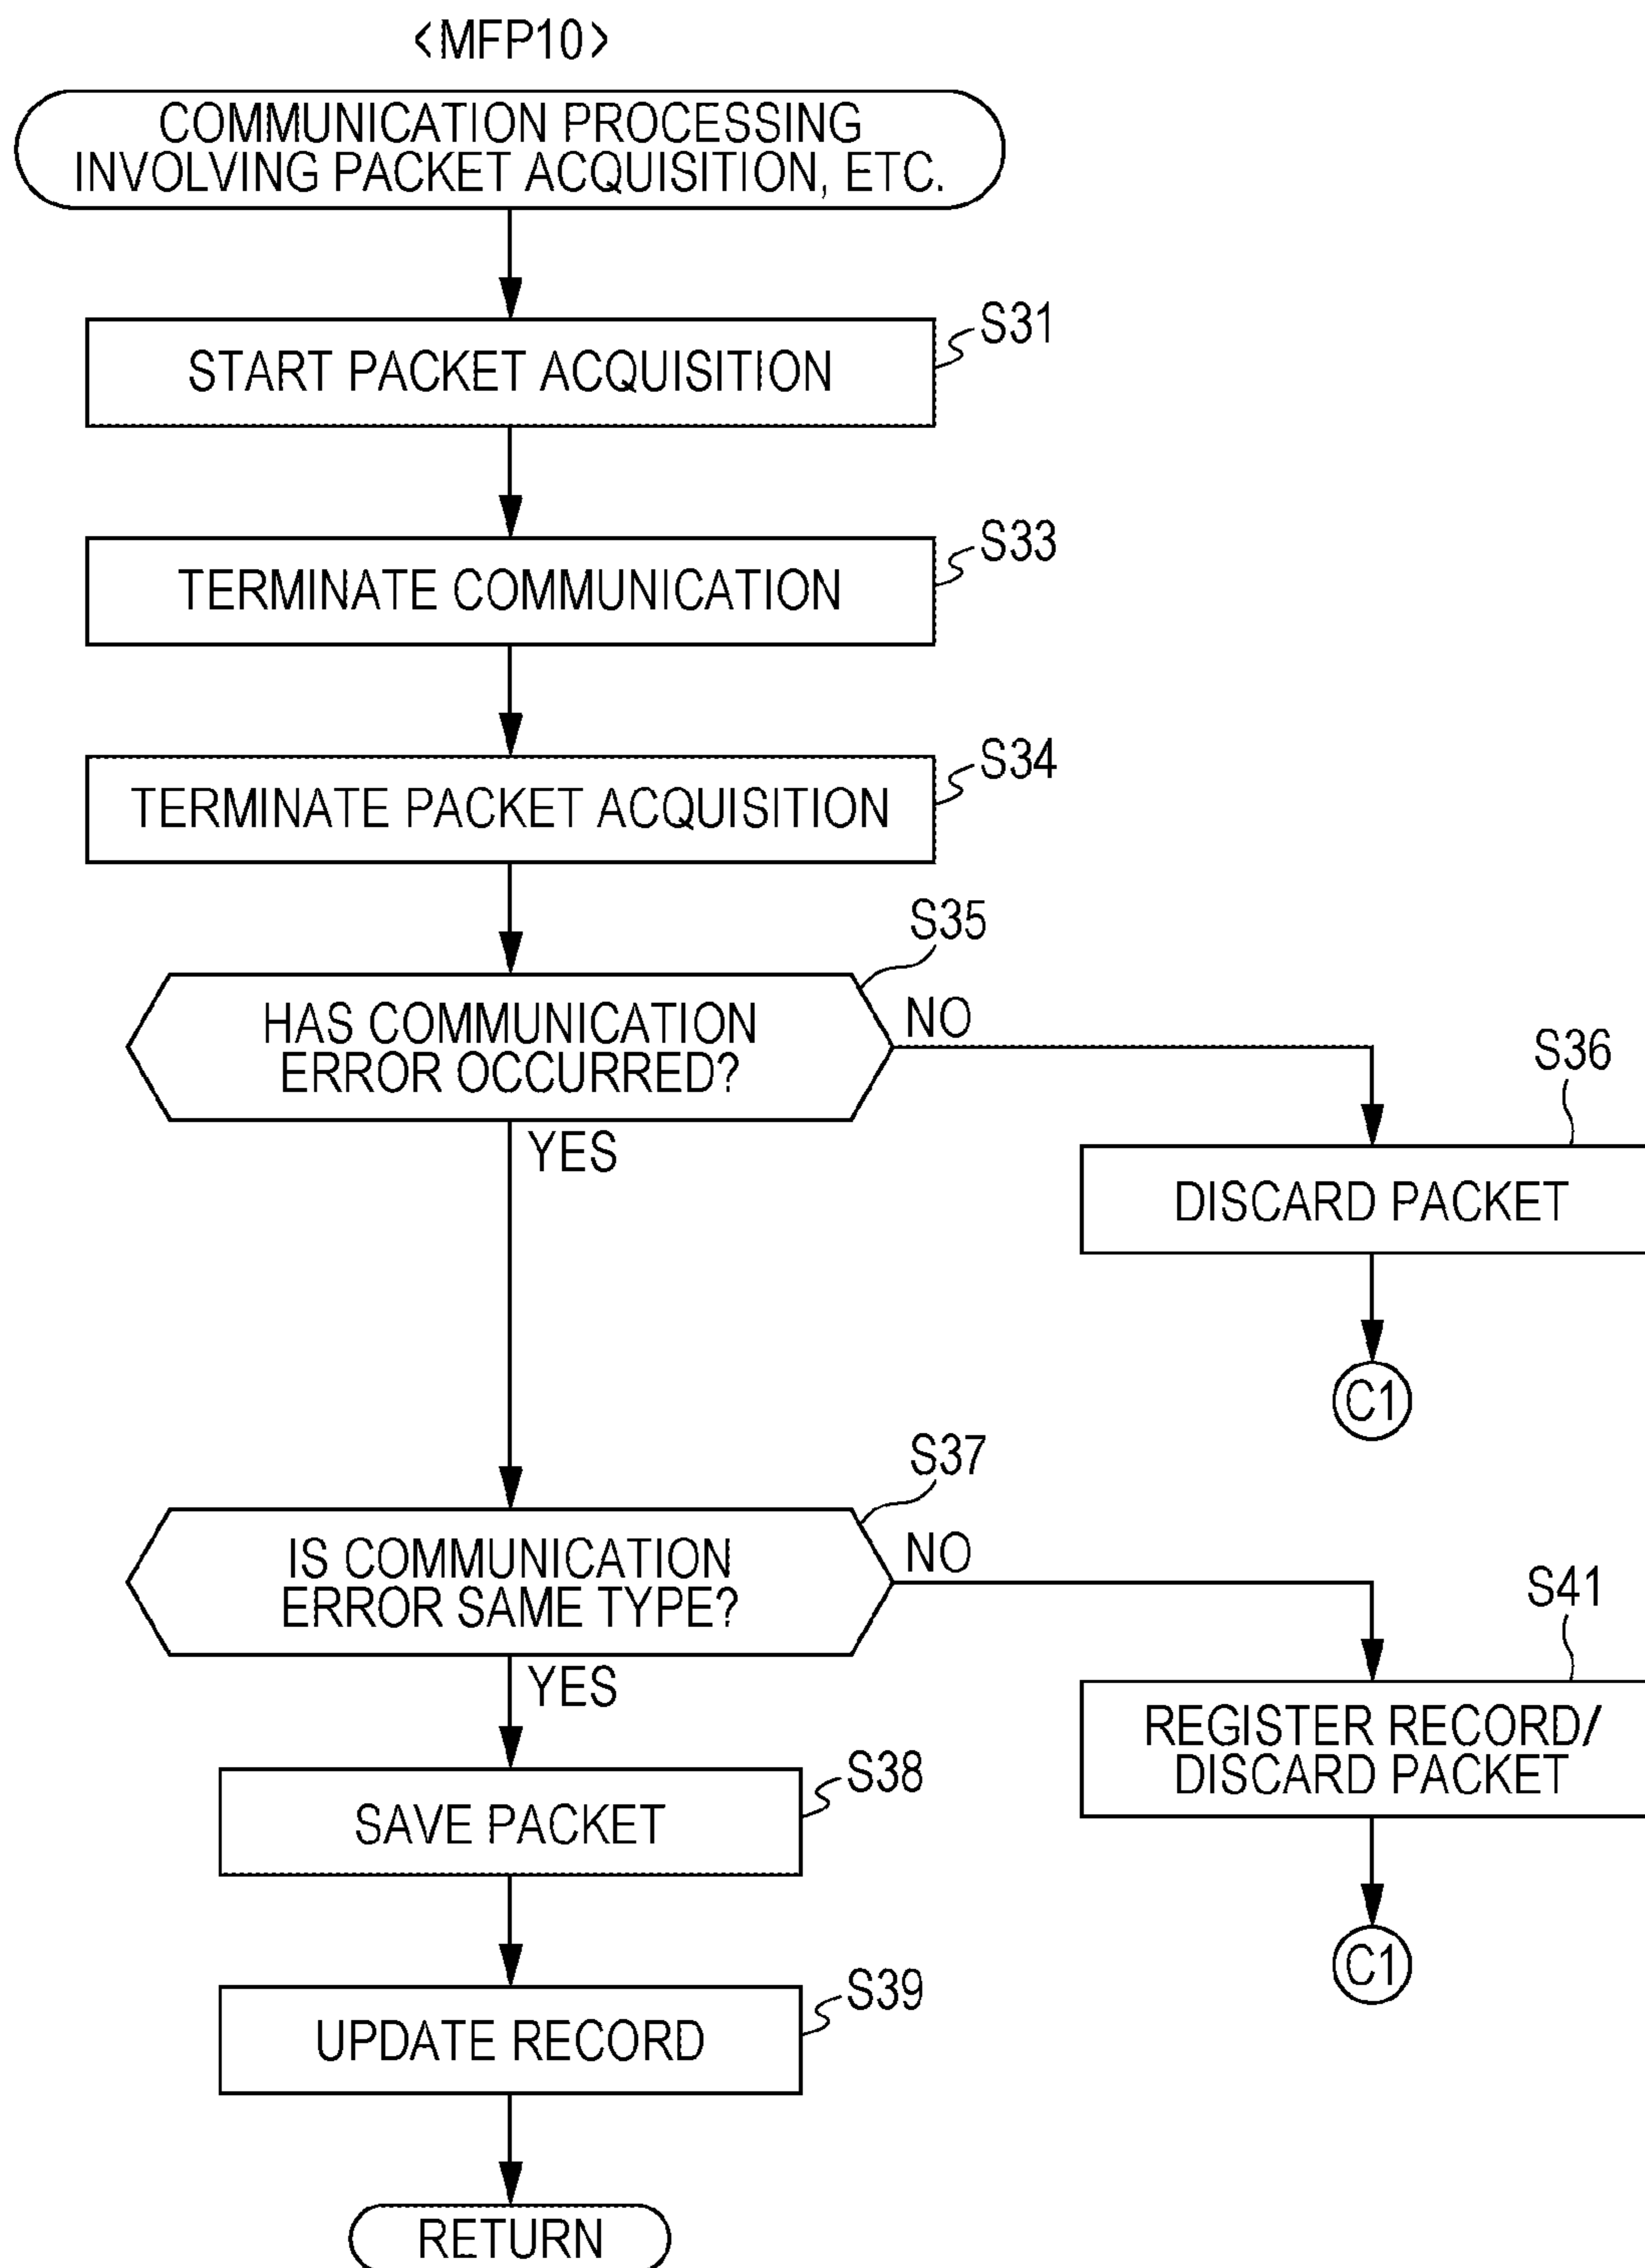 <MFP10>
COMMUNICATION PROCESSING
INVOLVING PACKET ACQUISITION, ETC.
S31
START PACKET ACQUISITION
S33
TERMINATE COMMUNICATION
S34
TERMINATE PACKET ACQUISITION
S35
HAS COMMUNICATION
ERROR OCCURRED?
NO
YES
S36
DISCARD PACKET
C1
S37
IS COMMUNICATION
ERROR SAME TYPE?
NO
YES
S41
REGISTER RECORD/
DISCARD PACKET
C1
S38
SAVE PACKET
S39
UPDATE RECORD
RETURN